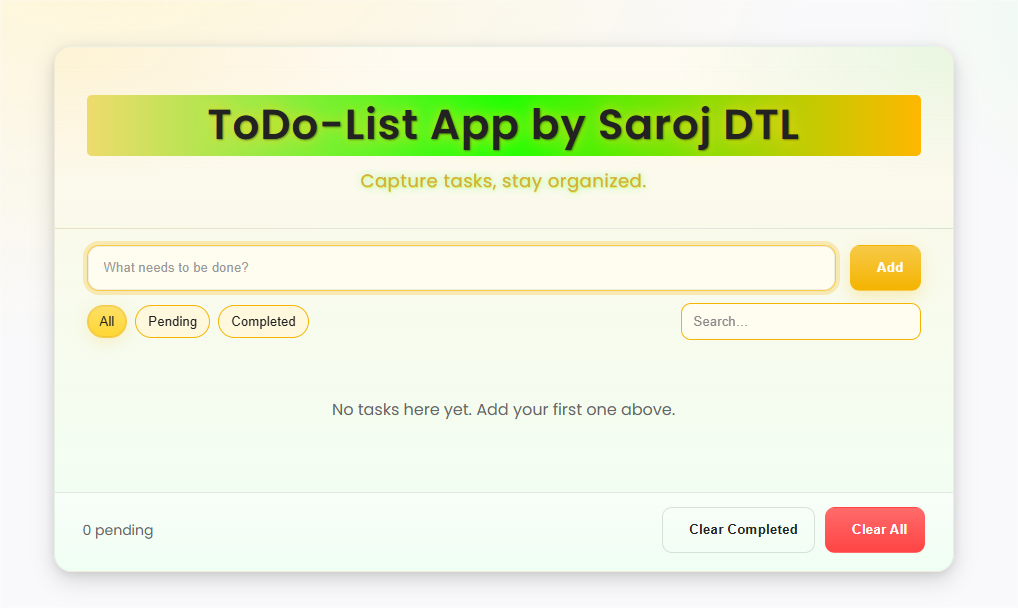 ToDo-List App by Saroj DTL
Capture tasks, stay organized.
What needs to be done?
Add
All
Pending
Completed
Search...
No tasks here yet. Add your first one above.
0 pending
Clear Completed
Clear All